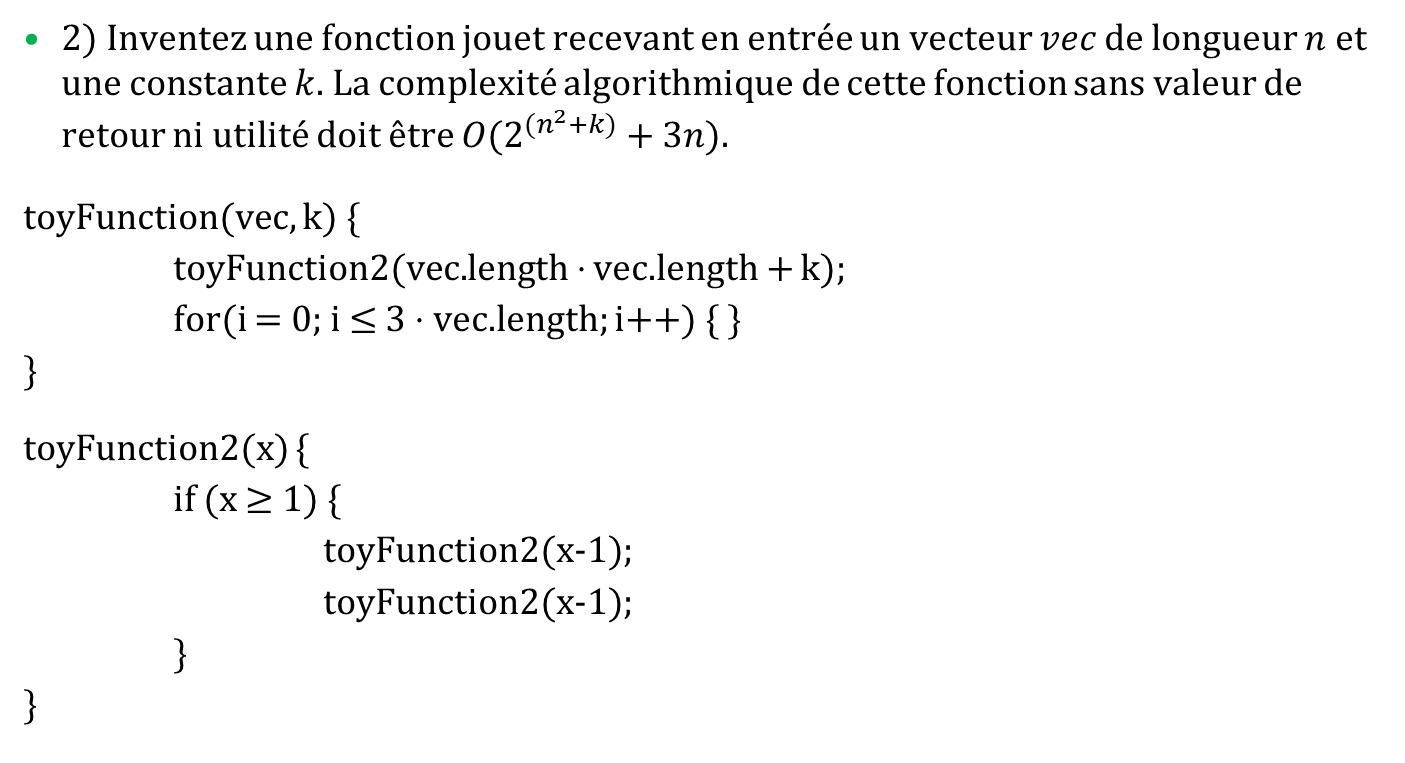 • 2) Inventez une fonction jouet recevant en entrée un vecteur vec de longueur n et
une constante k. La complexité algorithmique de cette fonction sans valeur de
retour ni utilité doit être O(2^(n²+k) + 3n).
toyFunction(vec, k) {
toyFunction2(vec.length · vec.length + k);
for(i = 0; i ≤ 3 · vec.length; i++) { }
}
toyFunction2(x) {
if (x ≥ 1) {
toyFunction2(x-1);
toyFunction2(x-1);
}
}